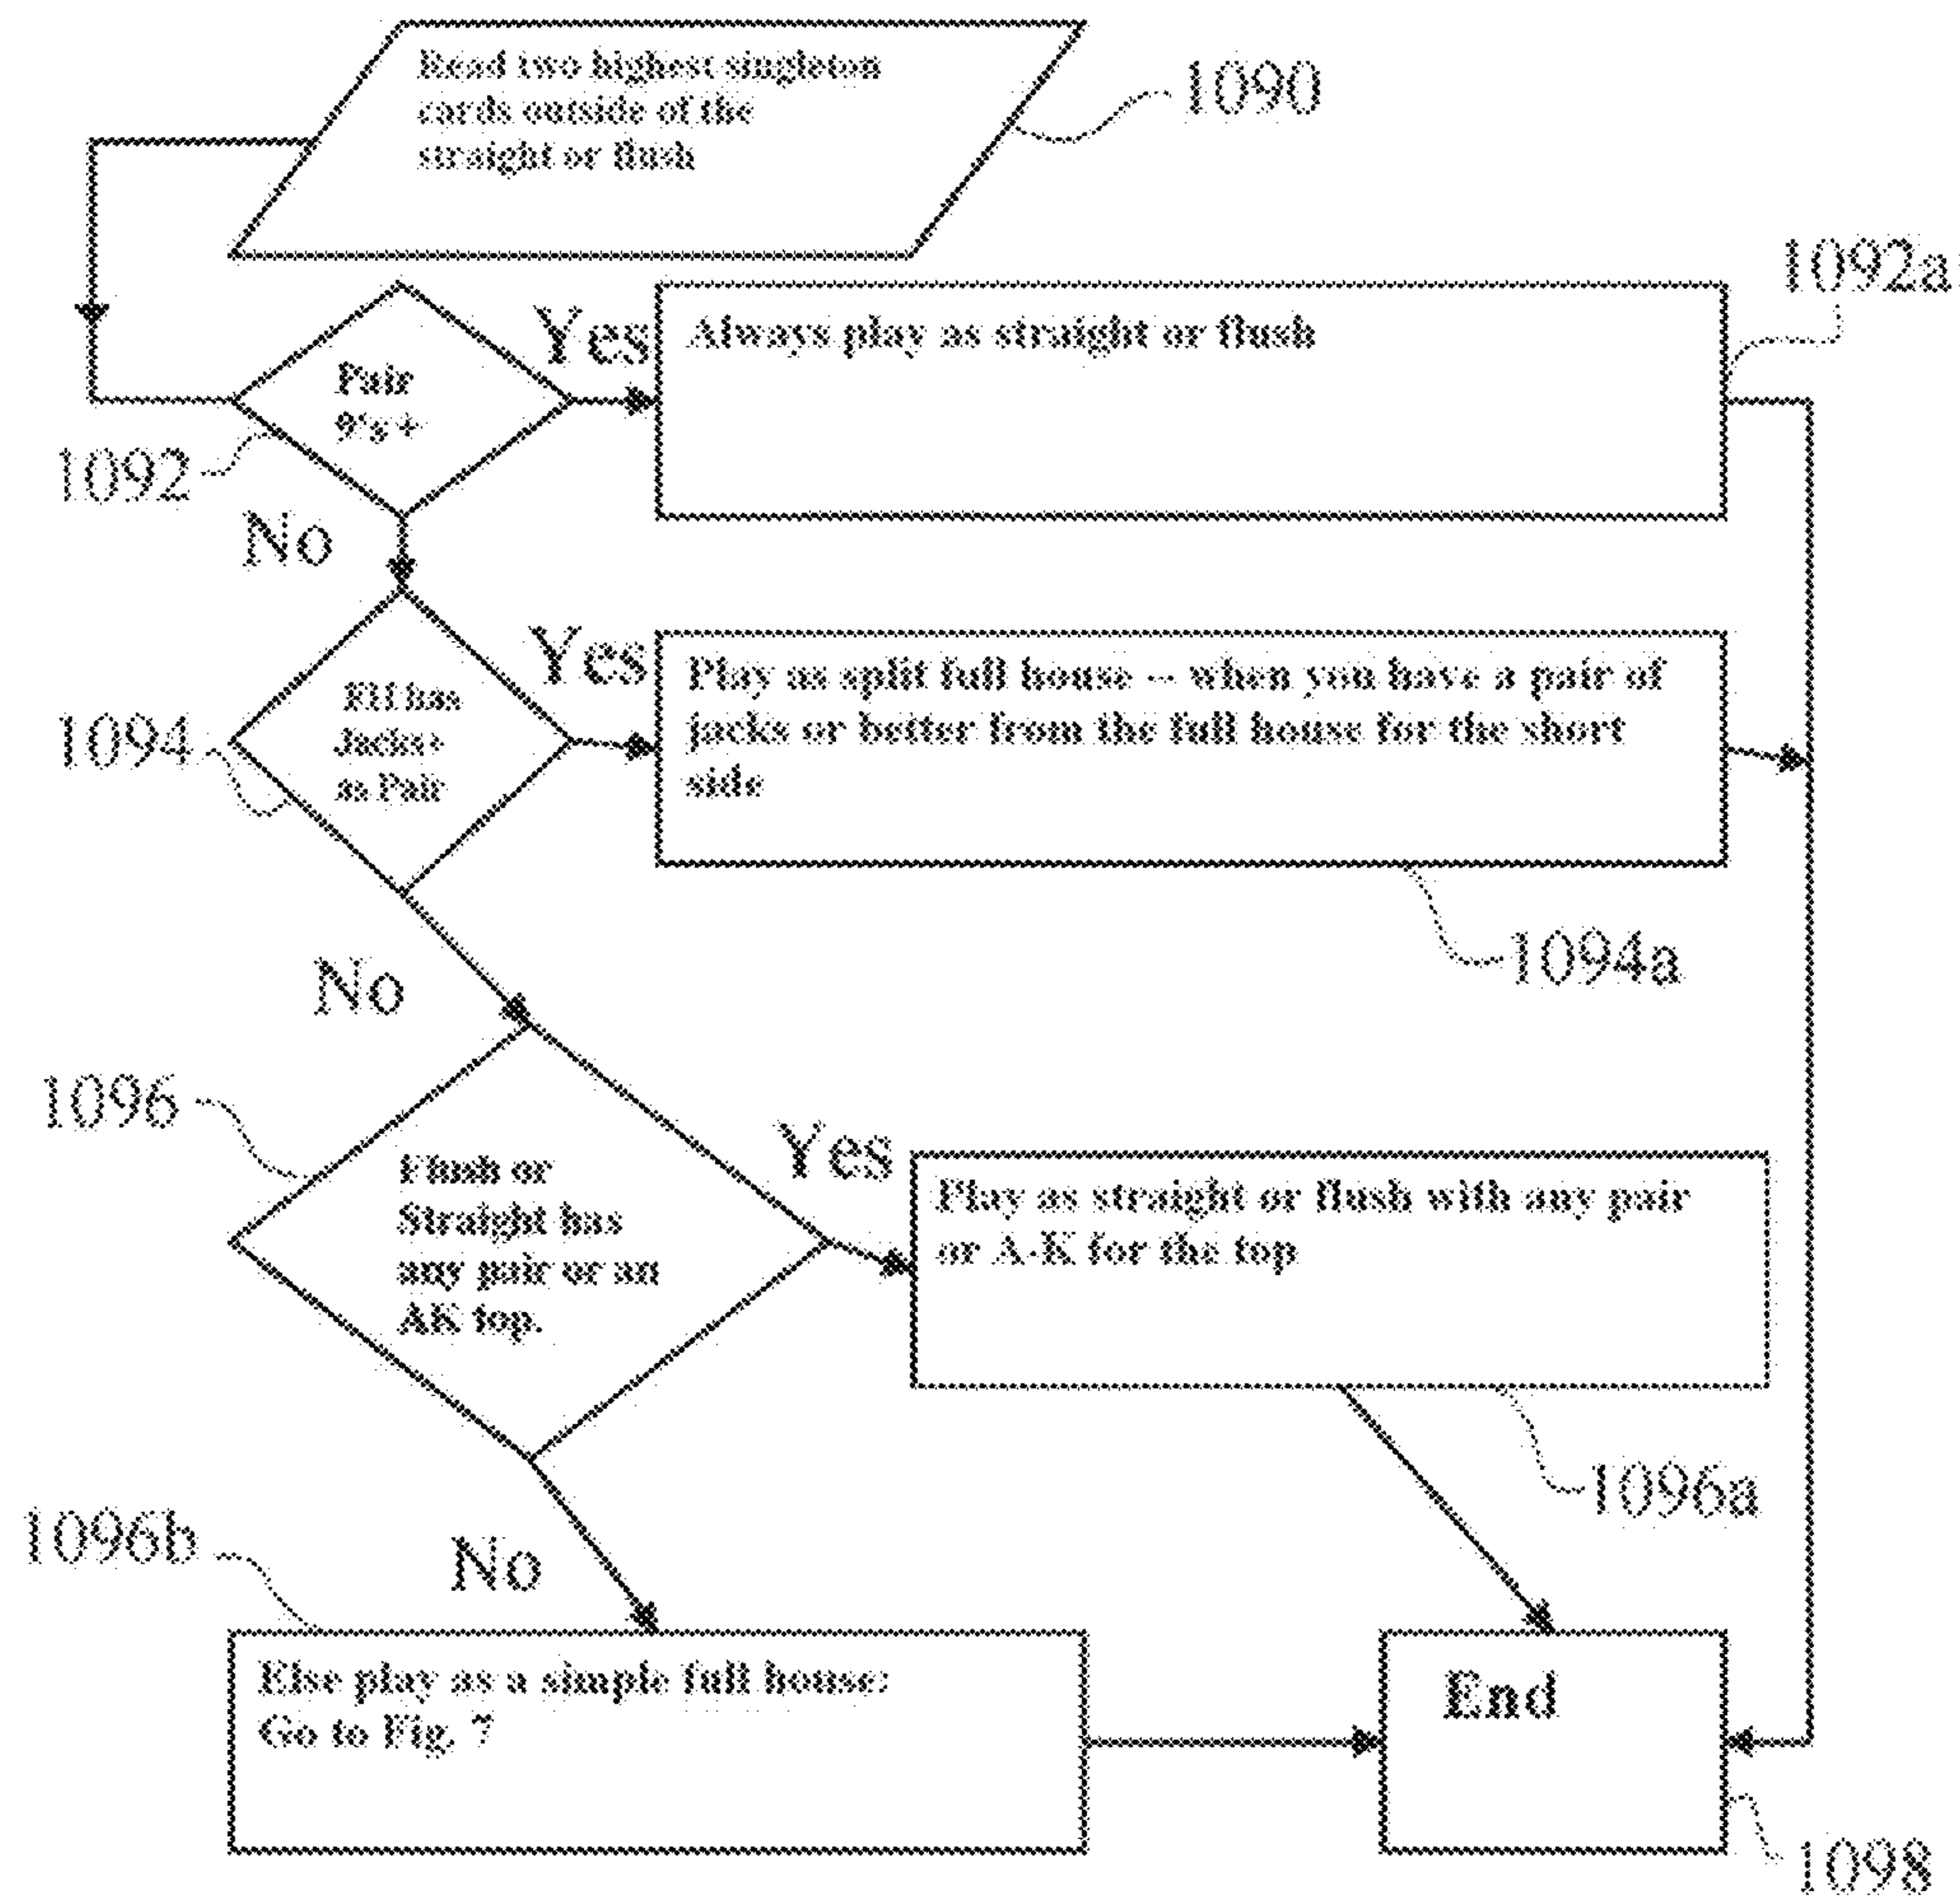 Read two highest singleton
cards outside of the
straight or flush
1090
1092a
Yes
Always play as straight or flush
Pair
9's+
1092
No
Yes
Play as split full house -- when you have a pair of
jacks or better from the full house for the short
side
FH has
Jacks+
as Pair
1094
1094a
No
1096
Yes
Flush or
Straight has
any pair or an
AK top.
Play as straight or flush with any pair
or A-K for the top
1096a
1096b
No
Else play as a simple full house:
Go to Fig. 7
End
1098